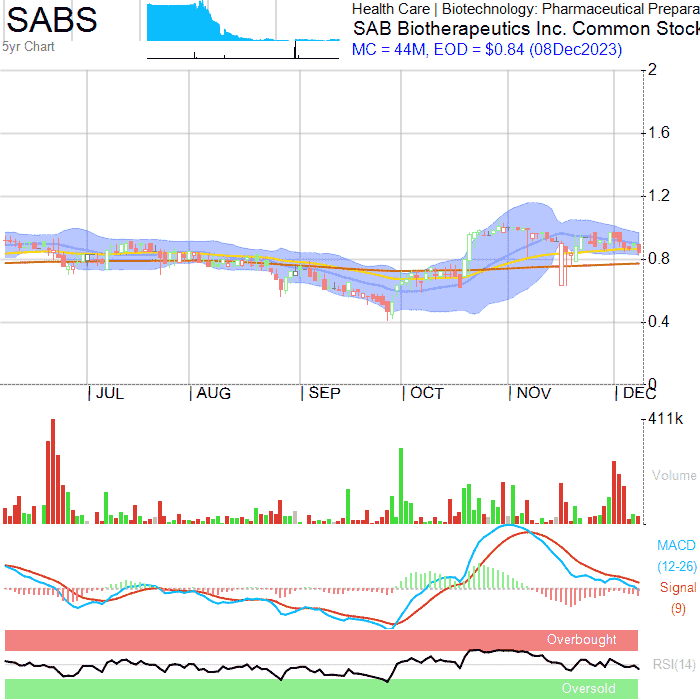 SABS
5yr Chart
Health Care | Biotechnology: Pharmaceutical Prepara
SAB Biotherapeutics Inc. Common Stock
MC = 44M, EOD = $0.84 (08Dec2023)
2
1.6
1.2
0.8
0.4
0
JUL AUG SEP OCT NOV DEC
411k
Volume
MACD
(12-26)
Signal
(9)
Overbought
RSI(14)
Oversold